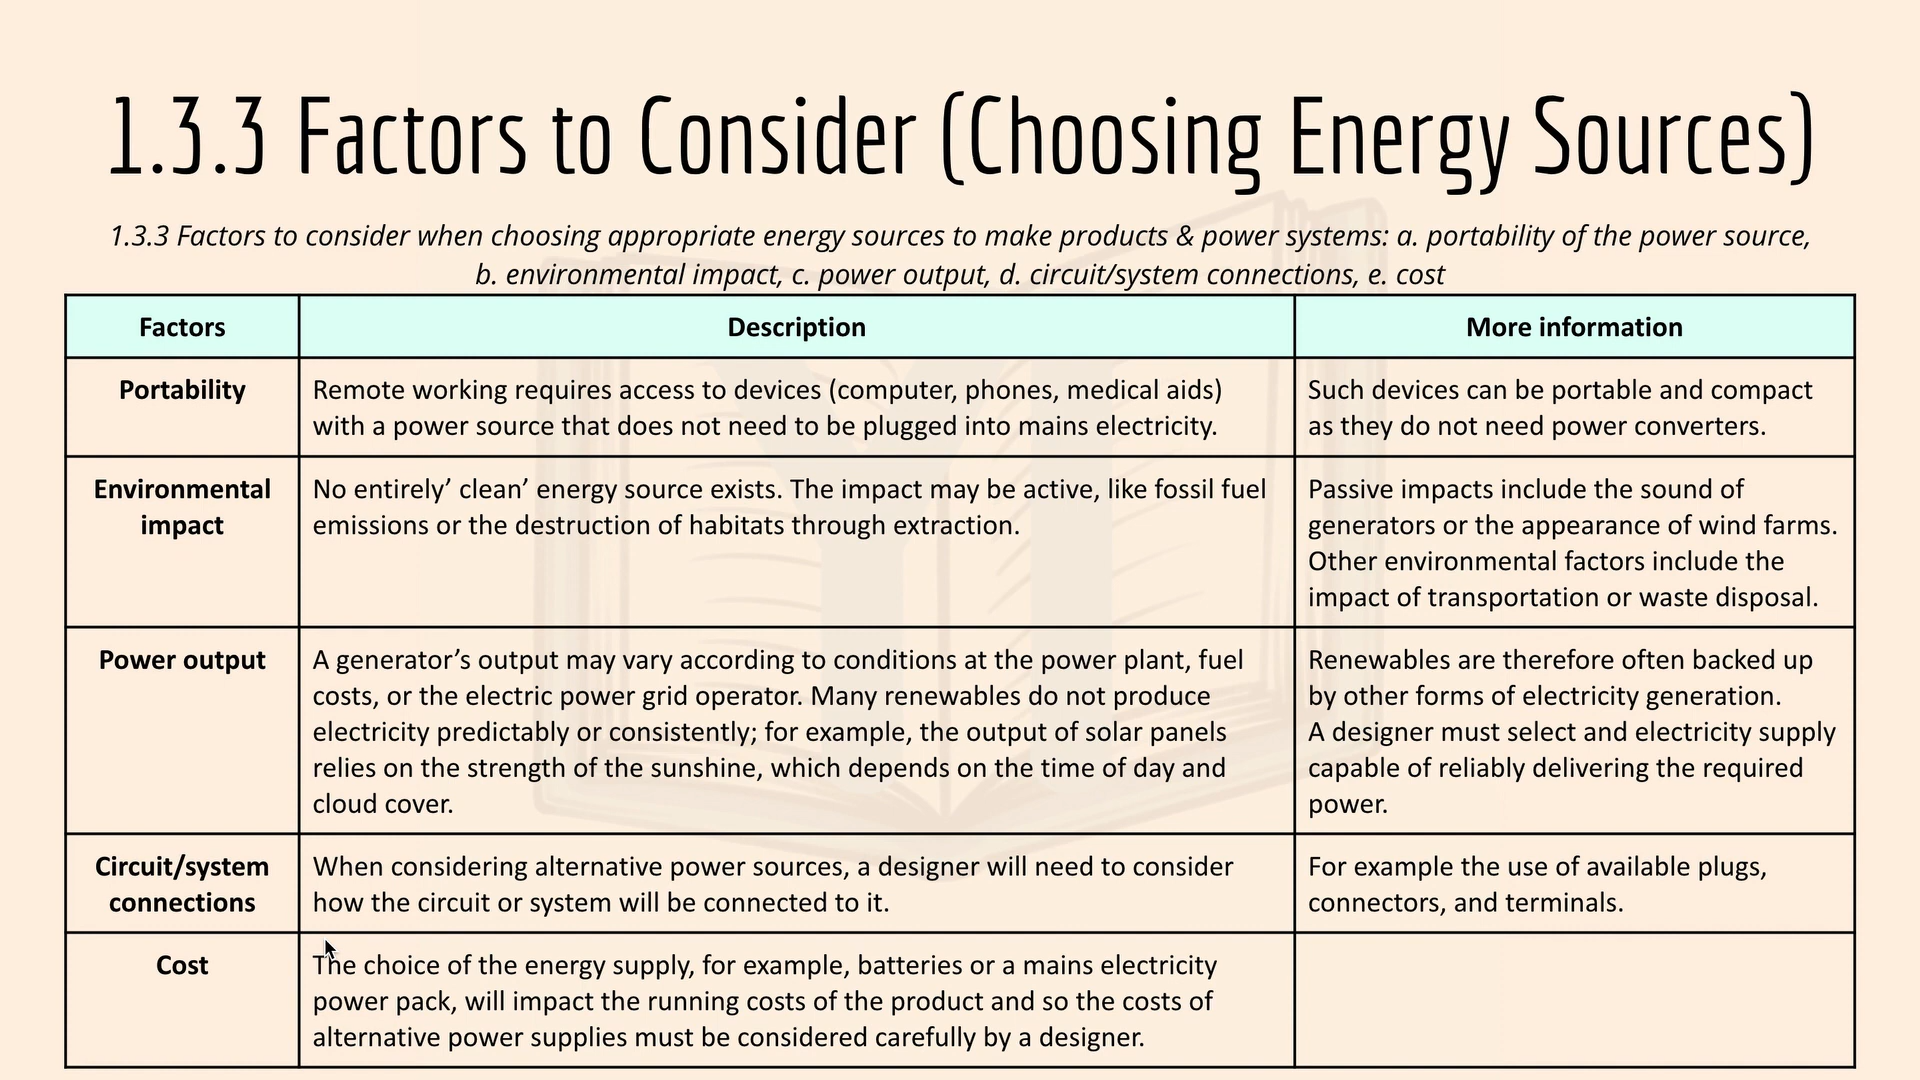 1.3.3 Factors to Consider (Choosing Energy Sources)
1.3.3 Factors to consider when choosing appropriate energy sources to make products & power systems: a. portability of the power source,
b. environmental impact, c. power output, d. circuit/system connections, e. cost
Factors
Description
More information
Portability
Remote working requires access to devices (computer, phones, medical aids)
with a power source that does not need to be plugged into mains electricity.
Such devices can be portable and compact
as they do not need power converters.
Environmental
impact
No entirely’ clean’ energy source exists. The impact may be active, like fossil fuel
emissions or the destruction of habitats through extraction.
Passive impacts include the sound of
generators or the appearance of wind farms.
Other environmental factors include the
impact of transportation or waste disposal.
Power output
A generator’s output may vary according to conditions at the power plant, fuel
costs, or the electric power grid operator. Many renewables do not produce
electricity predictably or consistently; for example, the output of solar panels
relies on the strength of the sunshine, which depends on the time of day and
cloud cover.
Renewables are therefore often backed up
by other forms of electricity generation.
A designer must select and electricity supply
capable of reliably delivering the required
power.
Circuit/system
connections
When considering alternative power sources, a designer will need to consider
how the circuit or system will be connected to it.
For example the use of available plugs,
connectors, and terminals.
Cost
The choice of the energy supply, for example, batteries or a mains electricity
power pack, will impact the running costs of the product and so the costs of
alternative power supplies must be considered carefully by a designer.